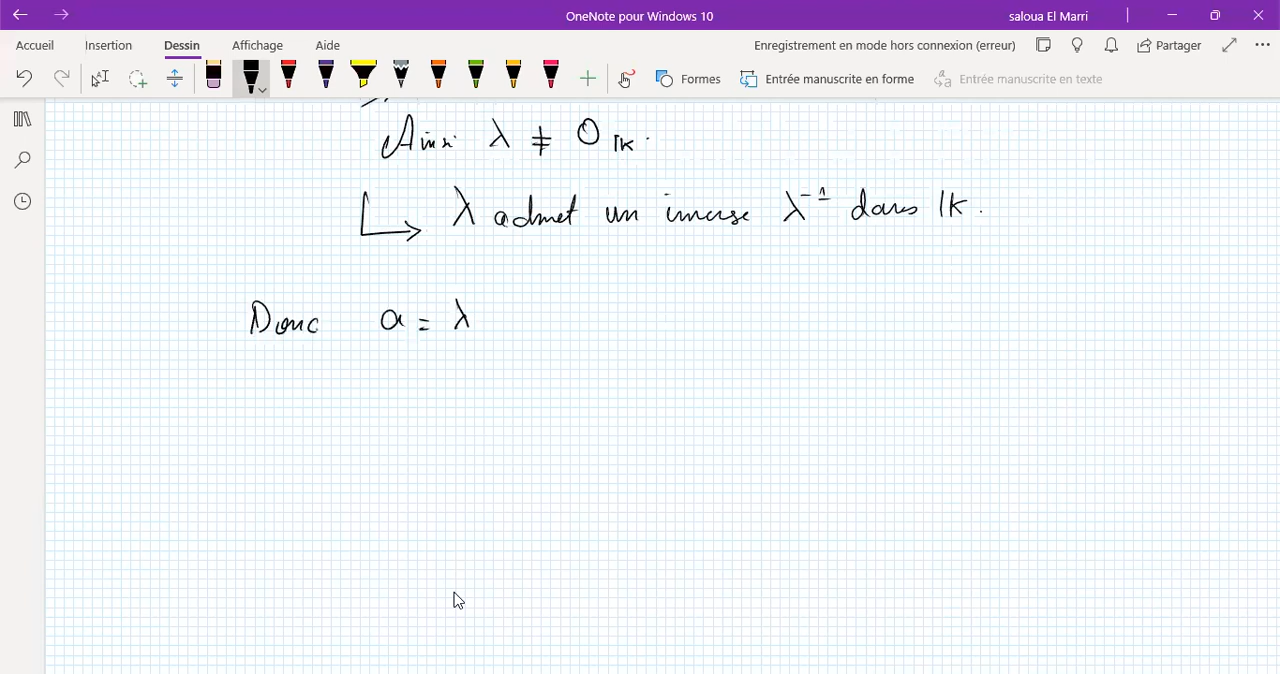 OneNote pour Windows 10
saloua El Marri
Accueil Insertion Dessin Affichage Aide
Enregistrement en mode hors connexion (erreur) Partager
Formes Entrée manuscrite en forme Entrée manuscrite en texte
Ainsi λ ≠ 0_𝕂.
λ admet un inverse λ⁻¹ dans 𝕂.
Donc a = λ